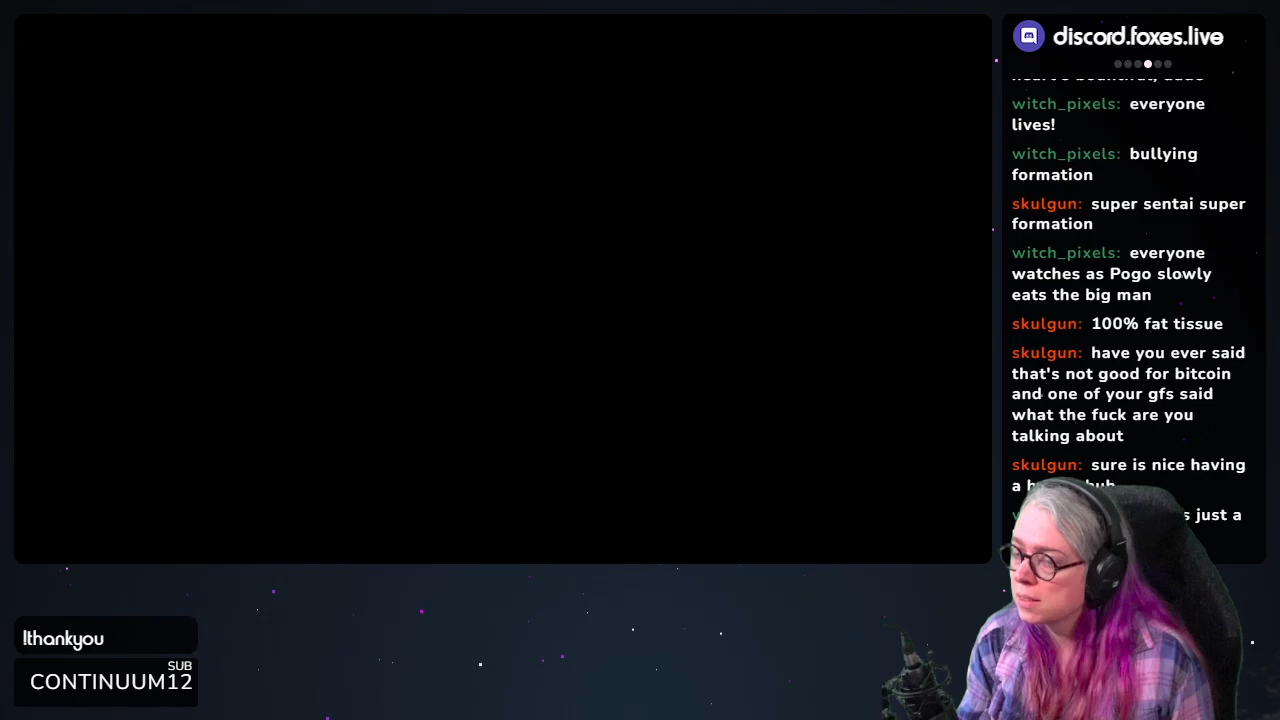 discord.foxes.live
witch_pixels: everyone
lives!
witch_pixels: bullying
formation
skulgun: super sentai super
formation
witch_pixels: everyone
watches as Pogo slowly
eats the big man
skulgun: 100% fat tissue
skulgun: have you ever said
that's not good for bitcoin
and one of your gfs said
what the fuck are you
talking about
skulgun: sure is nice having
a
just a
!thankyou
SUB
CONTINUUM12